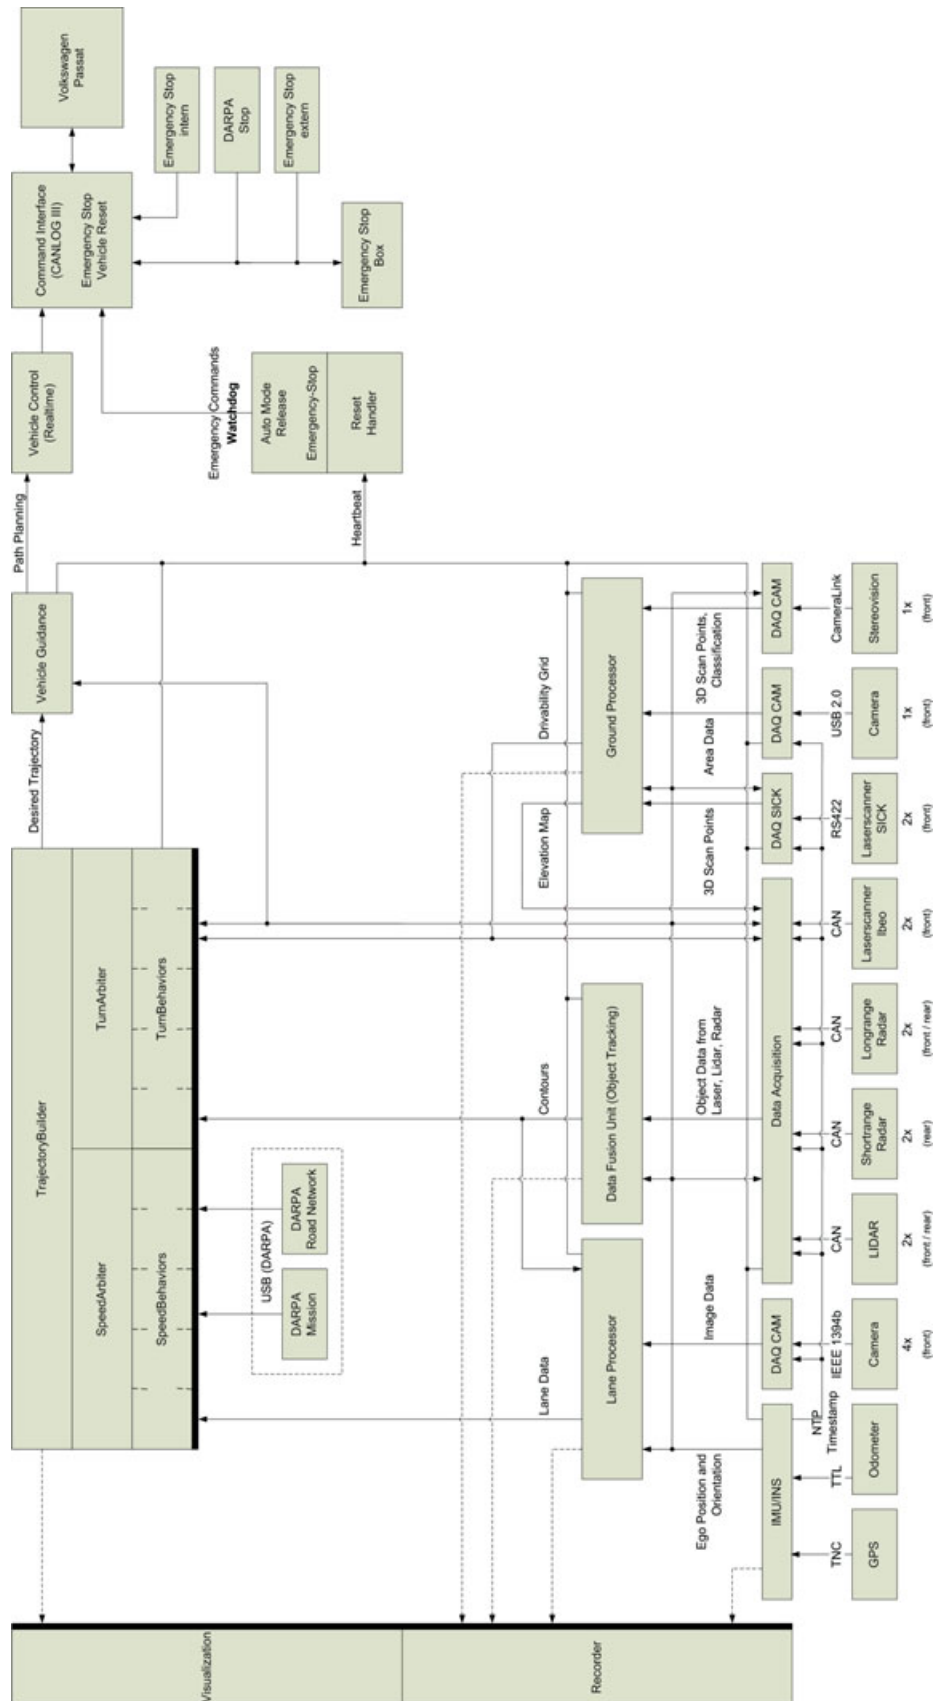 Volkswagen
Passat
Command Interface
(CANLOG III)
Emergency Stop
Vehicle Reset
Emergency Stop
intern
DARPA
Stop
Emergency Stop
extern
Emergency Stop
Box
Vehicle Control
(Realtime)
Emergency Commands
Watchdog
Auto Mode
Release
Emergency-Stop
Reset
Handler
Path Planning
Heartbeat
Vehicle Guidance
Desired Trajectory
TrajectoryBuilder
SpeedArbiter
TurnArbiter
SpeedBehaviors
TurnBehaviors
USB (DARPA)
DARPA
Mission
DARPA
Road Network
Lane Data
Contours
Elevation Map
Drivability Grid
Lane Processor
Data Fusion Unit (Object Tracking)
Ground Processor
Ego Position and
Orientation
Image Data
Object Data from
Laser, Lidar, Radar
3D Scan Points
Area Data
3D Scan Points,
Classification
IMU/INS
DAQ CAM
Data Acquisition
DAQ SICK
DAQ CAM
DAQ CAM
NTP
Timestamp
TNC
TTL
IEEE 1394b
CAN
CAN
CAN
CAN
RS422
USB 2.0
CameraLink
GPS
Odometer
Camera
LIDAR
Shortrange
Radar
Longrange
Radar
Laserscanner
Ibeo
Laserscanner
SICK
Camera
Stereovision
4x
2x
2x
2x
2x
2x
1x
1x
(front)
(front / rear)
(rear)
(front / rear)
(front)
(front)
(front)
(front)
Visualization
Recorder